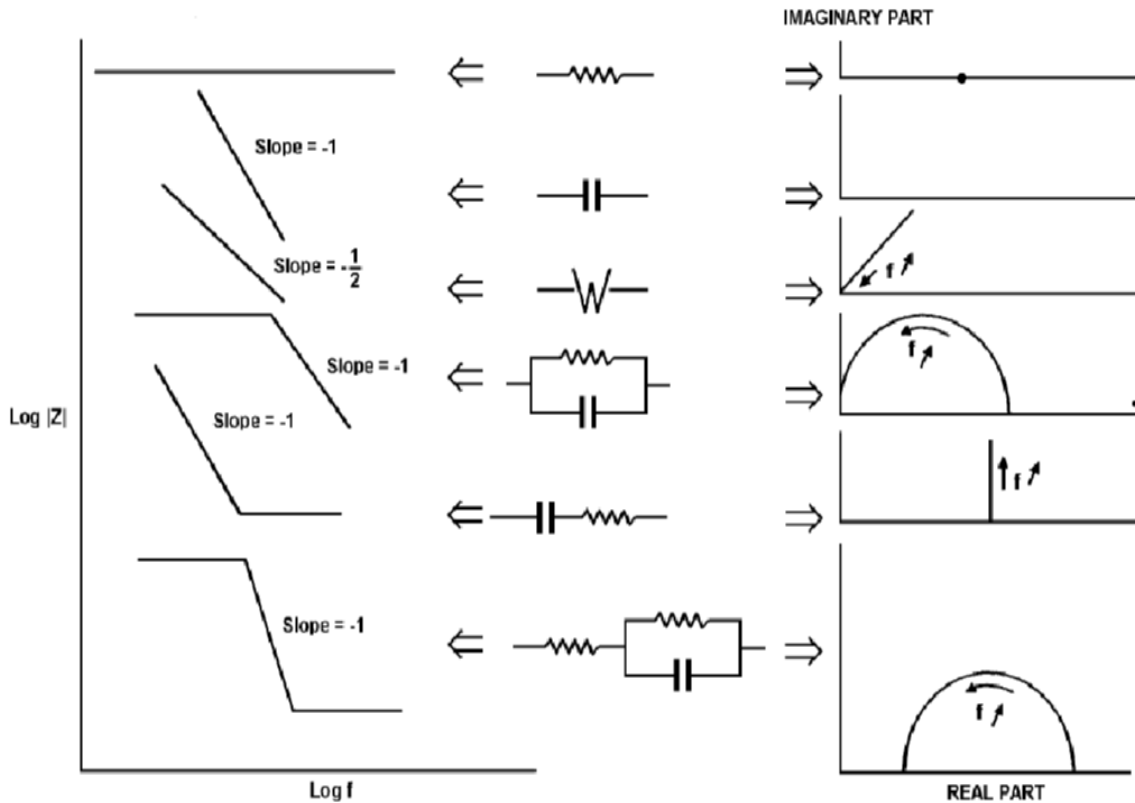 IMAGINARY PART
Slope = -1
Slope = -1/2
Slope = -1
Log |Z|
Slope = -1
Slope = -1
f
f
f
f
Log f
REAL PART